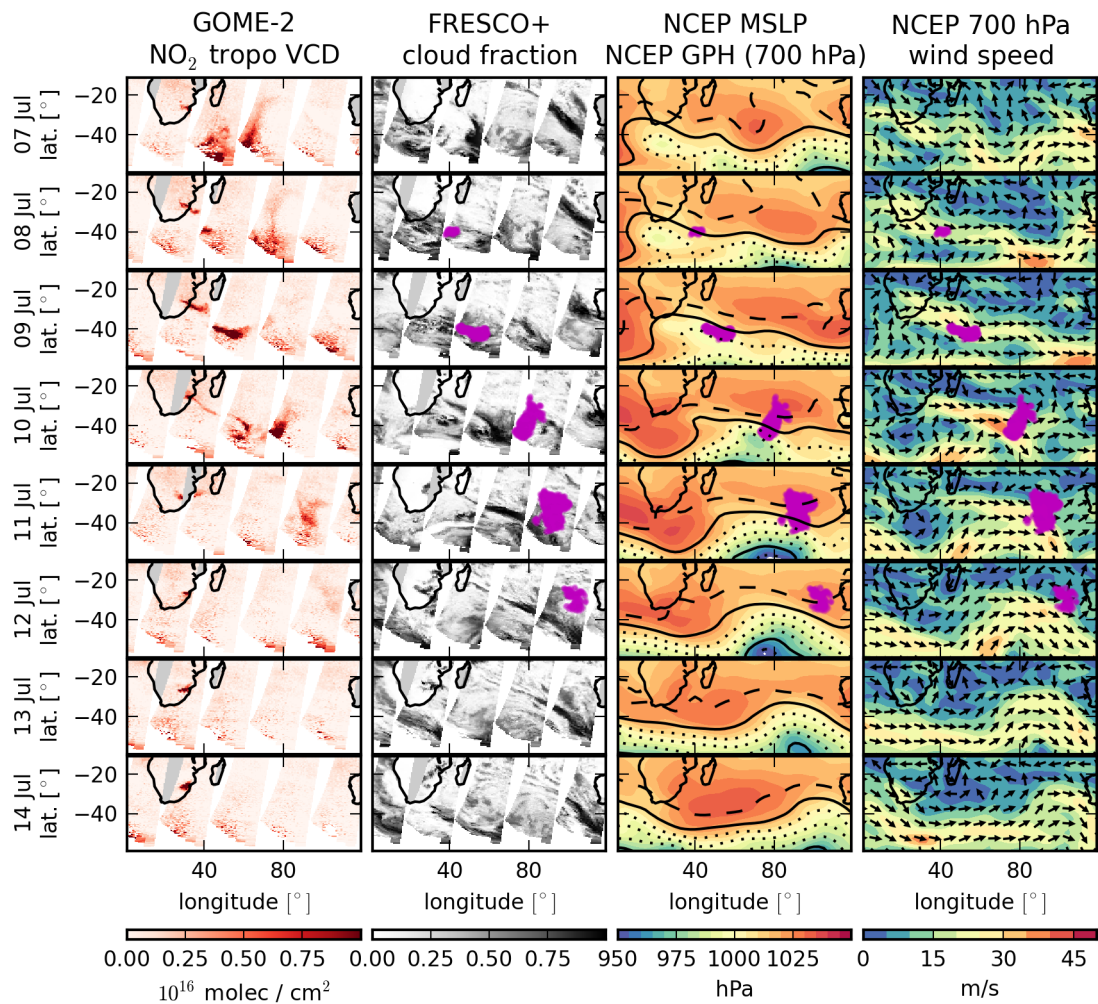 GOME-2
NO₂ tropo VCD
FRESCO+
cloud fraction
NCEP MSLP
NCEP GPH (700 hPa)
NCEP 700 hPa
wind speed
07 Jul
lat. [°]
−20
−40
08 Jul
lat. [°]
−20
−40
09 Jul
lat. [°]
−20
−40
10 Jul
lat. [°]
−20
−40
11 Jul
lat. [°]
−20
−40
12 Jul
lat. [°]
−20
−40
13 Jul
lat. [°]
−20
−40
14 Jul
lat. [°]
−20
−40
40 80 40 80 40 80 40 80
longitude [°] longitude [°] longitude [°] longitude [°]
0.00 0.25 0.50 0.75 0.00 0.25 0.50 0.75 950 975 1000 1025 0 15 30 45
10¹⁶ molec / cm² hPa m/s